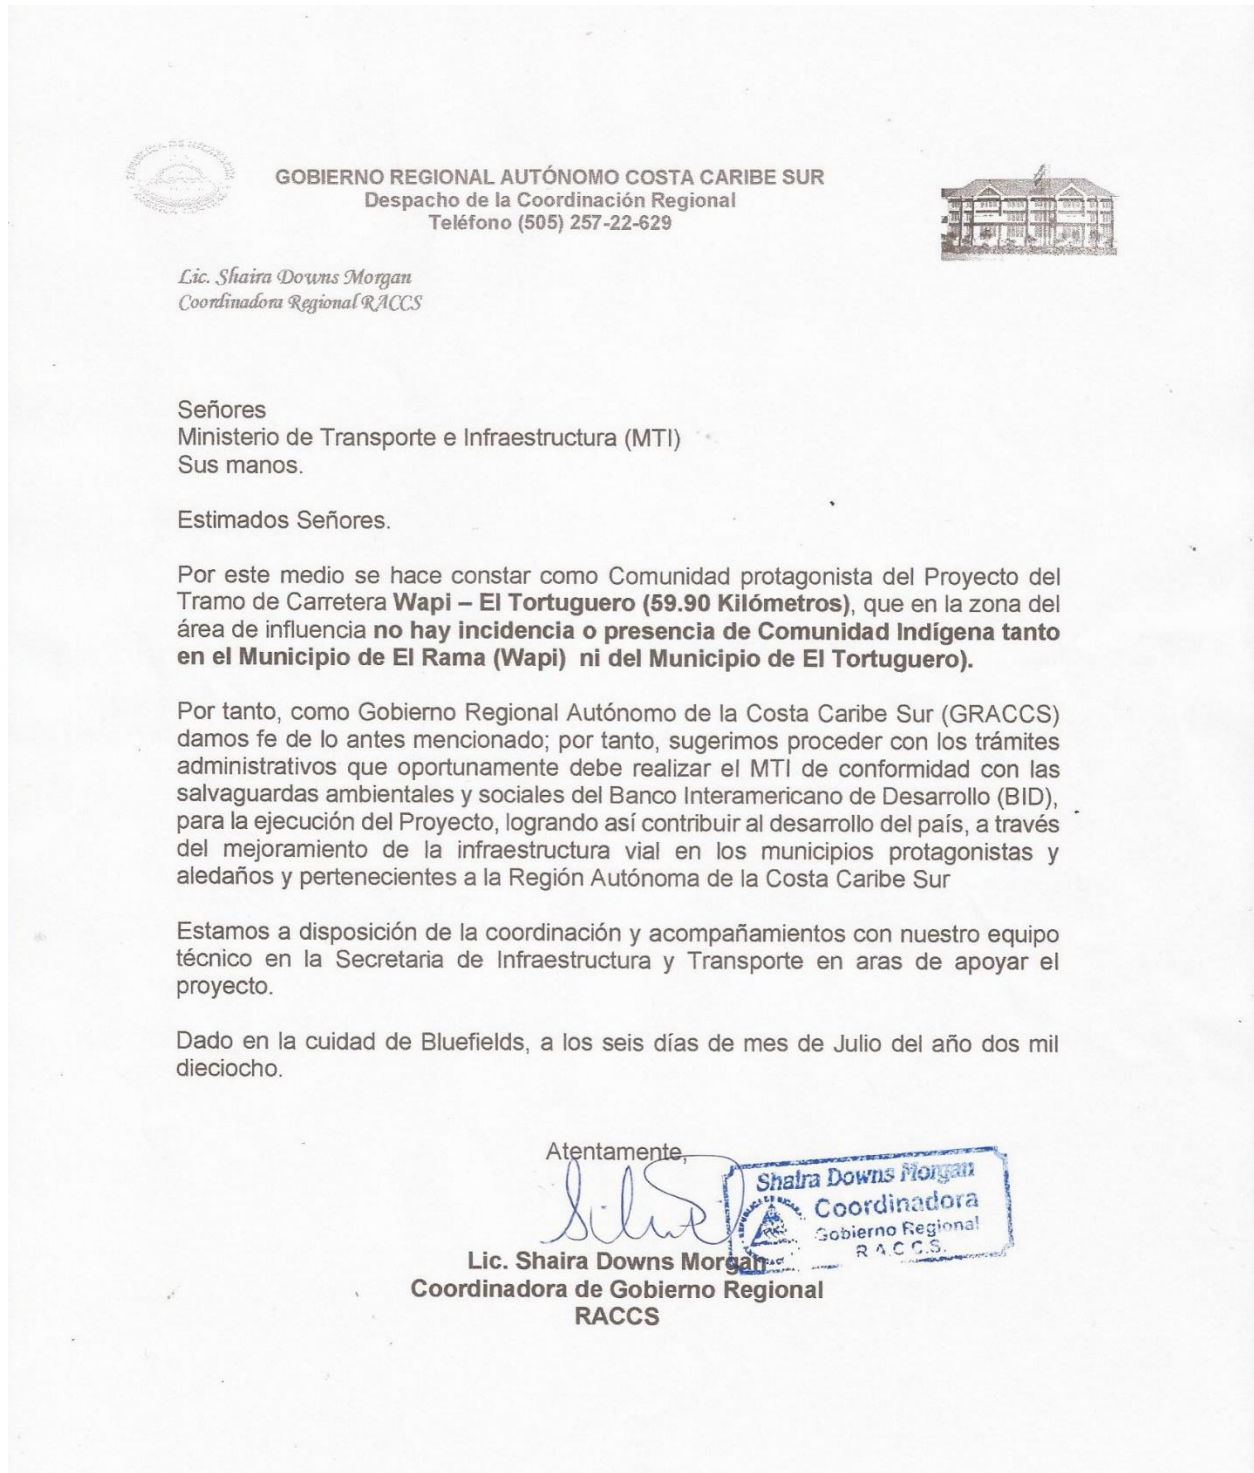 GOBIERNO REGIONAL AUTÓNOMO COSTA CARIBE SUR
Despacho de la Coordinación Regional
Teléfono (505) 257-22-629
Lic. Shaira Downs Morgan
Coordinadora Regional RACCS
Señores
Ministerio de Transporte e Infraestructura (MTI)
Sus manos.
Estimados Señores.
Por este medio se hace constar como Comunidad protagonista del Proyecto del
Tramo de Carretera Wapi – El Tortuguero (59.90 Kilómetros), que en la zona del
área de influencia no hay incidencia o presencia de Comunidad Indígena tanto
en el Municipio de El Rama (Wapi) ni del Municipio de El Tortuguero).
Por tanto, como Gobierno Regional Autónomo de la Costa Caribe Sur (GRACCS)
damos fe de lo antes mencionado; por tanto, sugerimos proceder con los trámites
administrativos que oportunamente debe realizar el MTI de conformidad con las
salvaguardas ambientales y sociales del Banco Interamericano de Desarrollo (BID),
para la ejecución del Proyecto, logrando así contribuir al desarrollo del país, a través
del mejoramiento de la infraestructura vial en los municipios protagonistas y
aledaños y pertenecientes a la Región Autónoma de la Costa Caribe Sur
Estamos a disposición de la coordinación y acompañamientos con nuestro equipo
técnico en la Secretaria de Infraestructura y Transporte en aras de apoyar el
proyecto.
Dado en la cuidad de Bluefields, a los seis días de mes de Julio del año dos mil
dieciocho.
Atentamente,
Shaira Downs Morgan
Coordinadora
Gobierno Regional
R.A.C.C.S.
Lic. Shaira Downs Morgan
Coordinadora de Gobierno Regional
RACCS